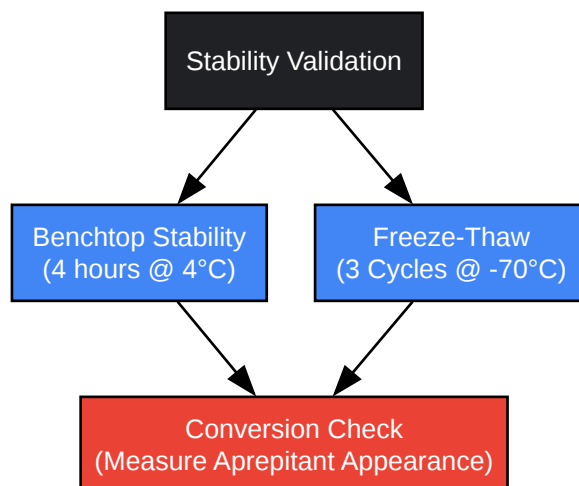 Stability Validation
Benchtop Stability
(4 hours @ 4°C)
Freeze-Thaw
(3 Cycles @ -70°C)
Conversion Check
(Measure Aprepitant Appearance)